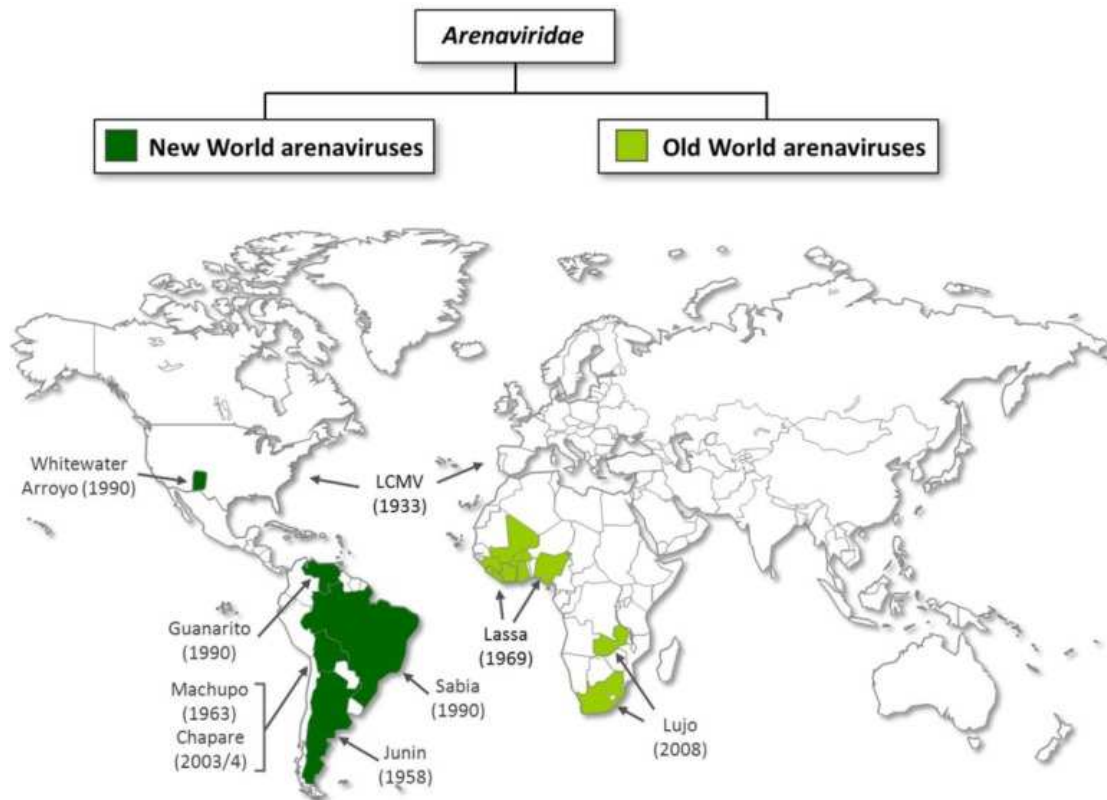 Arenaviridae
New World arenaviruses
Old World arenaviruses
Whitewater
Arroyo (1990)
LCMV
(1933)
Guanarito
(1990)
Lassa
(1969)
Machupo
(1963)
Chapare
(2003/4)
Sabia
(1990)
Junin
(1958)
Lujo
(2008)